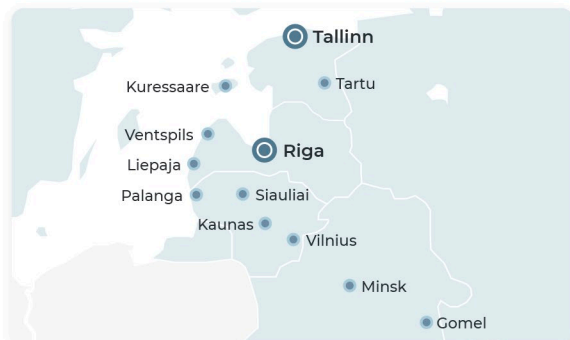 Tallinn
Kuressaare
Tartu
Ventspils
Riga
Liepaja
Palanga
Siauliai
Kaunas
Vilnius
Minsk
Gomel